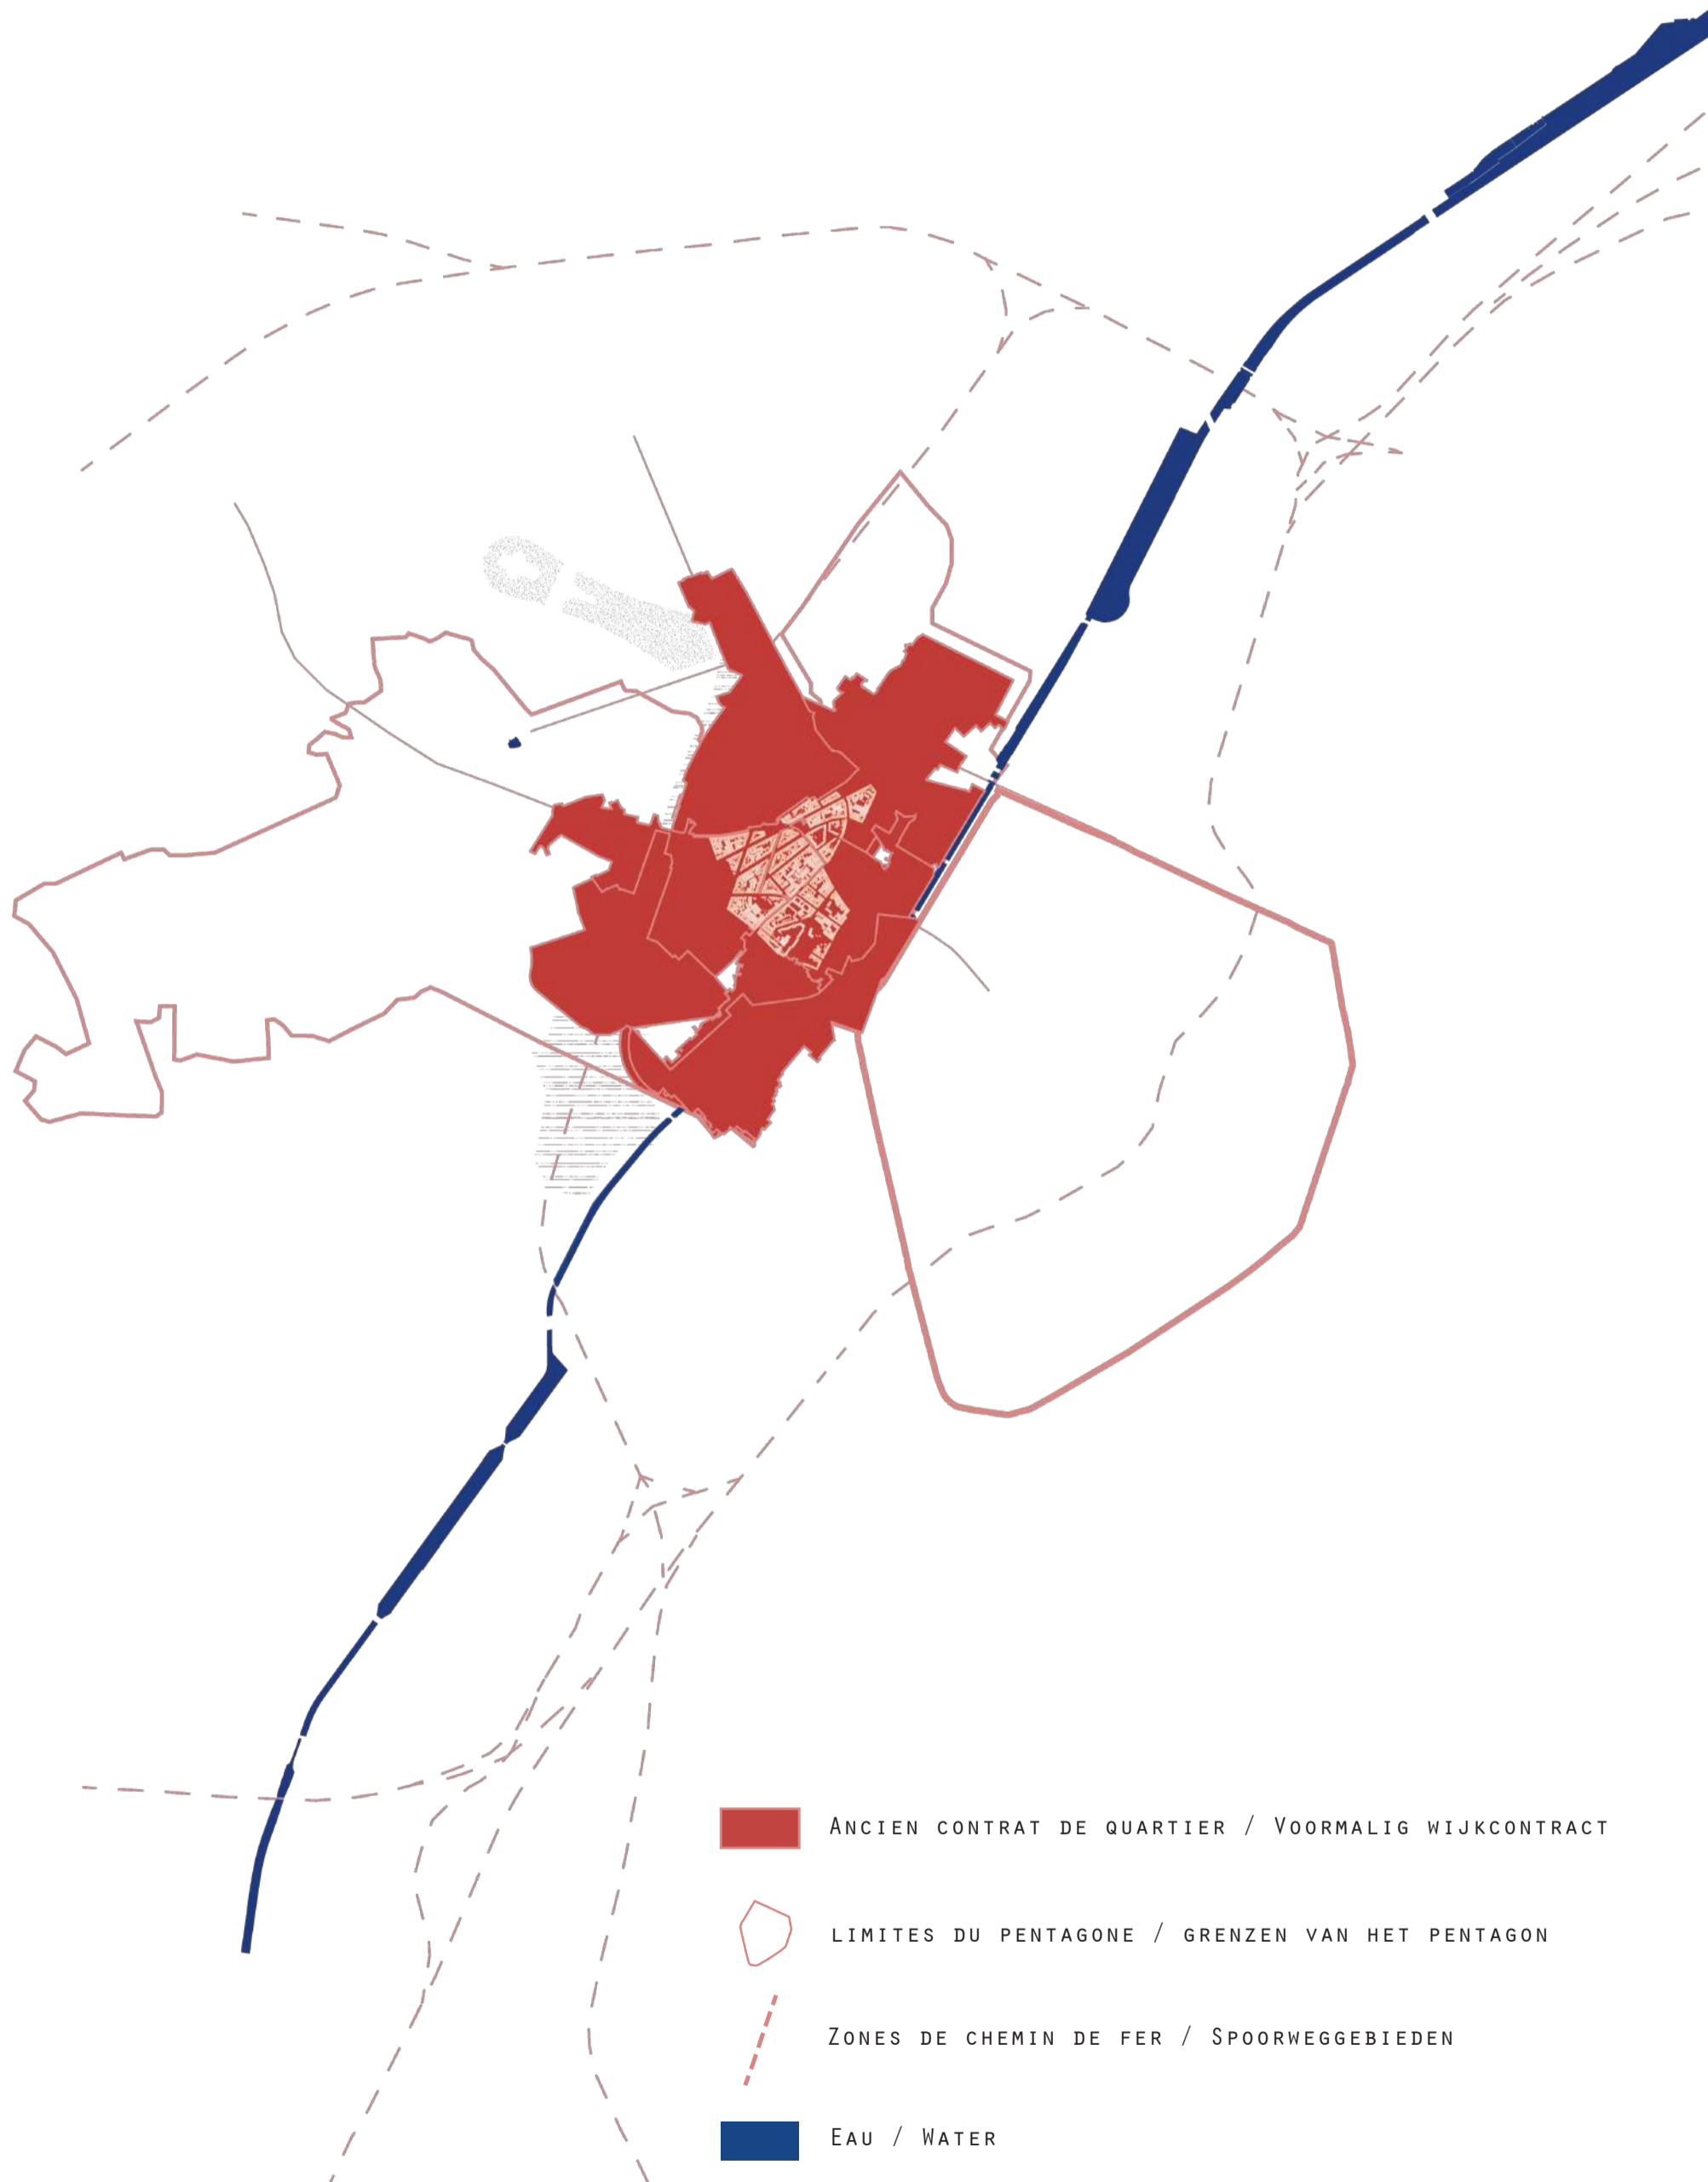 Ancien contrat de quartier / Voormalig wijkcontract
limites du pentagone / grenzen van het pentagon
Zones de chemin de fer / Spoorweggebieden
Eau / Water